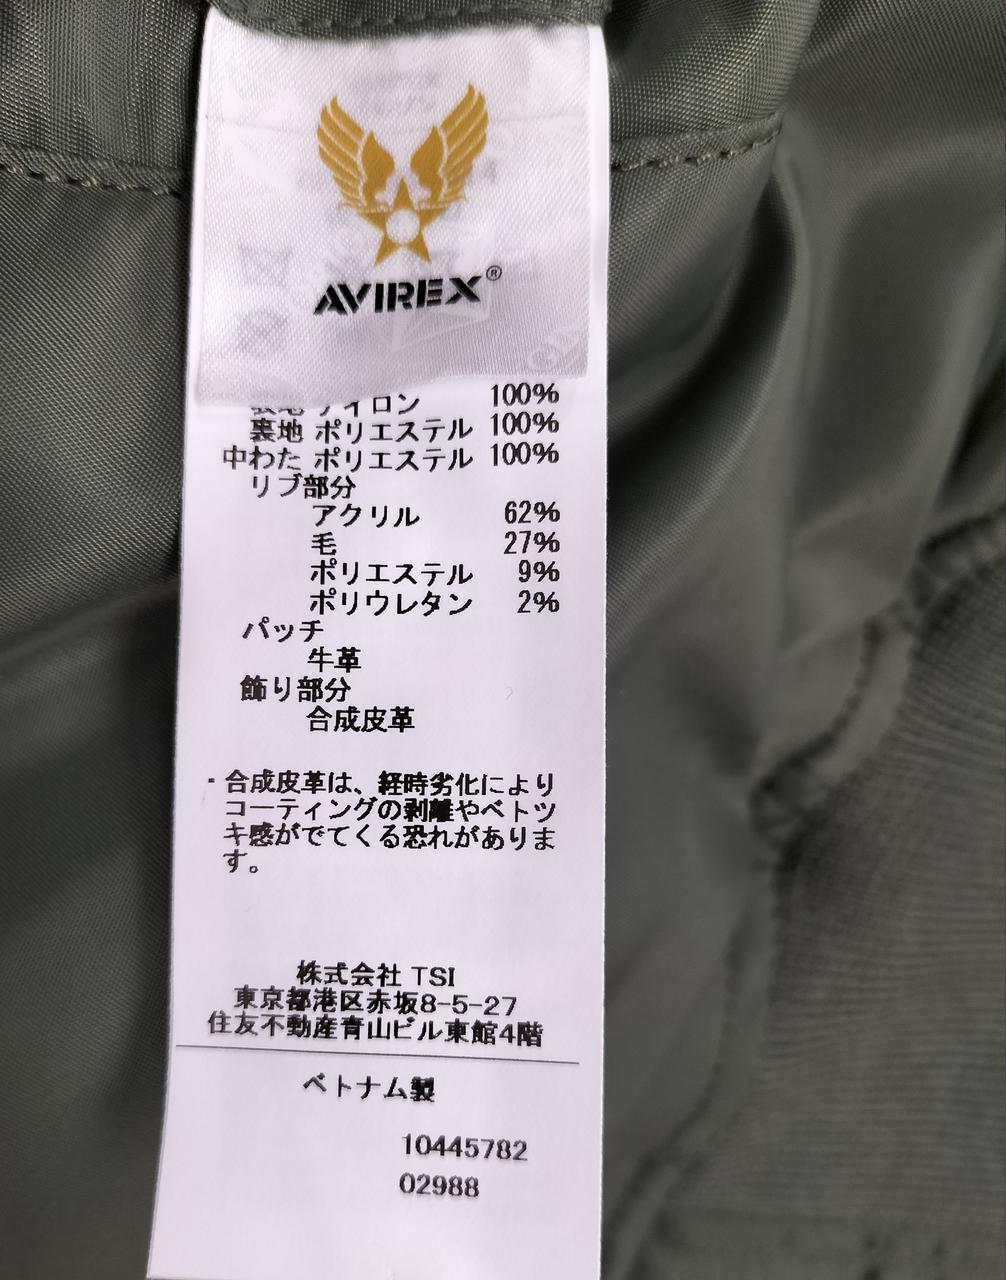 AVIREX®
表地 ナイロン 100%
裏地 ポリエステル 100%
中わた ポリエステル 100%
リブ部分
アクリル 62%
毛 27%
ポリエステル 9%
ポリウレタン 2%
パッチ
牛革
飾り部分
合成皮革
・合成皮革は、経時劣化により
コーティングの剥離やベトツ
キ感がでてくる恐れがありま
す。
株式会社 TSI
東京都港区赤坂8-5-27
住友不動産青山ビル東館4階
ベトナム製
10445782
02988